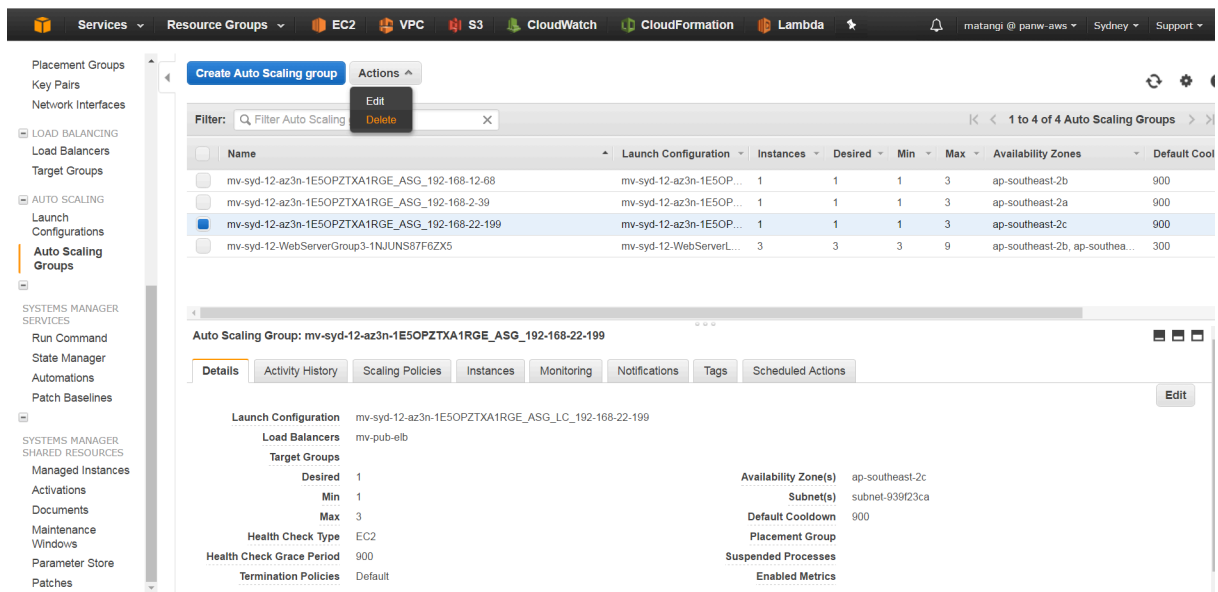 Services Resource Groups EC2 VPC S3 CloudWatch CloudFormation Lambda matangi @ panw-aws Sydney Support
Placement Groups
Key Pairs
Network Interfaces
LOAD BALANCING
Load Balancers
Target Groups
AUTO SCALING
Launch
Configurations
Auto Scaling
Groups
SYSTEMS MANAGER
SERVICES
Run Command
State Manager
Automations
Patch Baselines
SYSTEMS MANAGER
SHARED RESOURCES
Managed Instances
Activations
Documents
Maintenance
Windows
Parameter Store
Patches
Create Auto Scaling group Actions
Edit
Delete
Filter: Filter Auto Scaling 1 to 4 of 4 Auto Scaling Groups
Name Launch Configuration Instances Desired Min Max Availability Zones Default Cool
mv-syd-12-az3n-1E5OPZTXA1RGE_ASG_192-168-12-68 mv-syd-12-az3n-1E5OP... 1 1 1 3 ap-southeast-2b 900
mv-syd-12-az3n-1E5OPZTXA1RGE_ASG_192-168-2-39 mv-syd-12-az3n-1E5OP... 1 1 1 3 ap-southeast-2a 900
mv-syd-12-az3n-1E5OPZTXA1RGE_ASG_192-168-22-199 mv-syd-12-az3n-1E5OP... 1 1 1 3 ap-southeast-2c 900
mv-syd-12-WebServerGroup3-1NJUNS87F6ZX5 mv-syd-12-WebServerL... 3 3 3 9 ap-southeast-2b, ap-southea... 300
Auto Scaling Group: mv-syd-12-az3n-1E5OPZTXA1RGE_ASG_192-168-22-199
Details Activity History Scaling Policies Instances Monitoring Notifications Tags Scheduled Actions
Edit
Launch Configuration mv-syd-12-az3n-1E5OPZTXA1RGE_ASG_LC_192-168-22-199
Load Balancers mv-pub-elb
Target Groups
Desired 1 Availability Zone(s) ap-southeast-2c
Min 1 Subnet(s) subnet-939f23ca
Max 3 Default Cooldown 900
Health Check Type EC2 Placement Group
Health Check Grace Period 900 Suspended Processes
Termination Policies Default Enabled Metrics